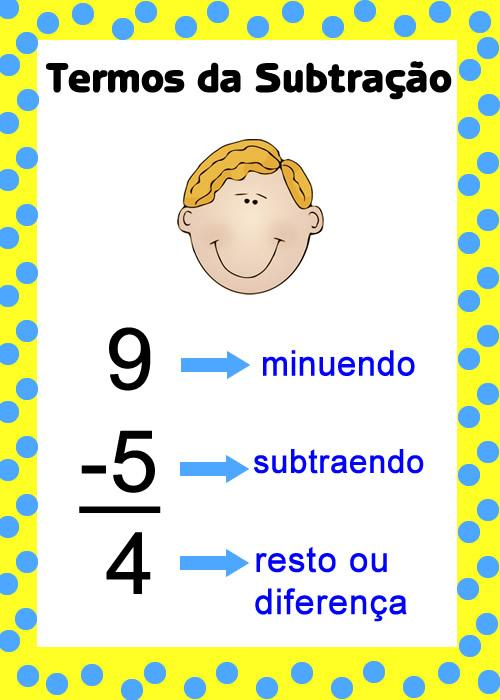 Termos da Subtração
9 minuendo
-5 subtraendo
4 resto ou
diferença